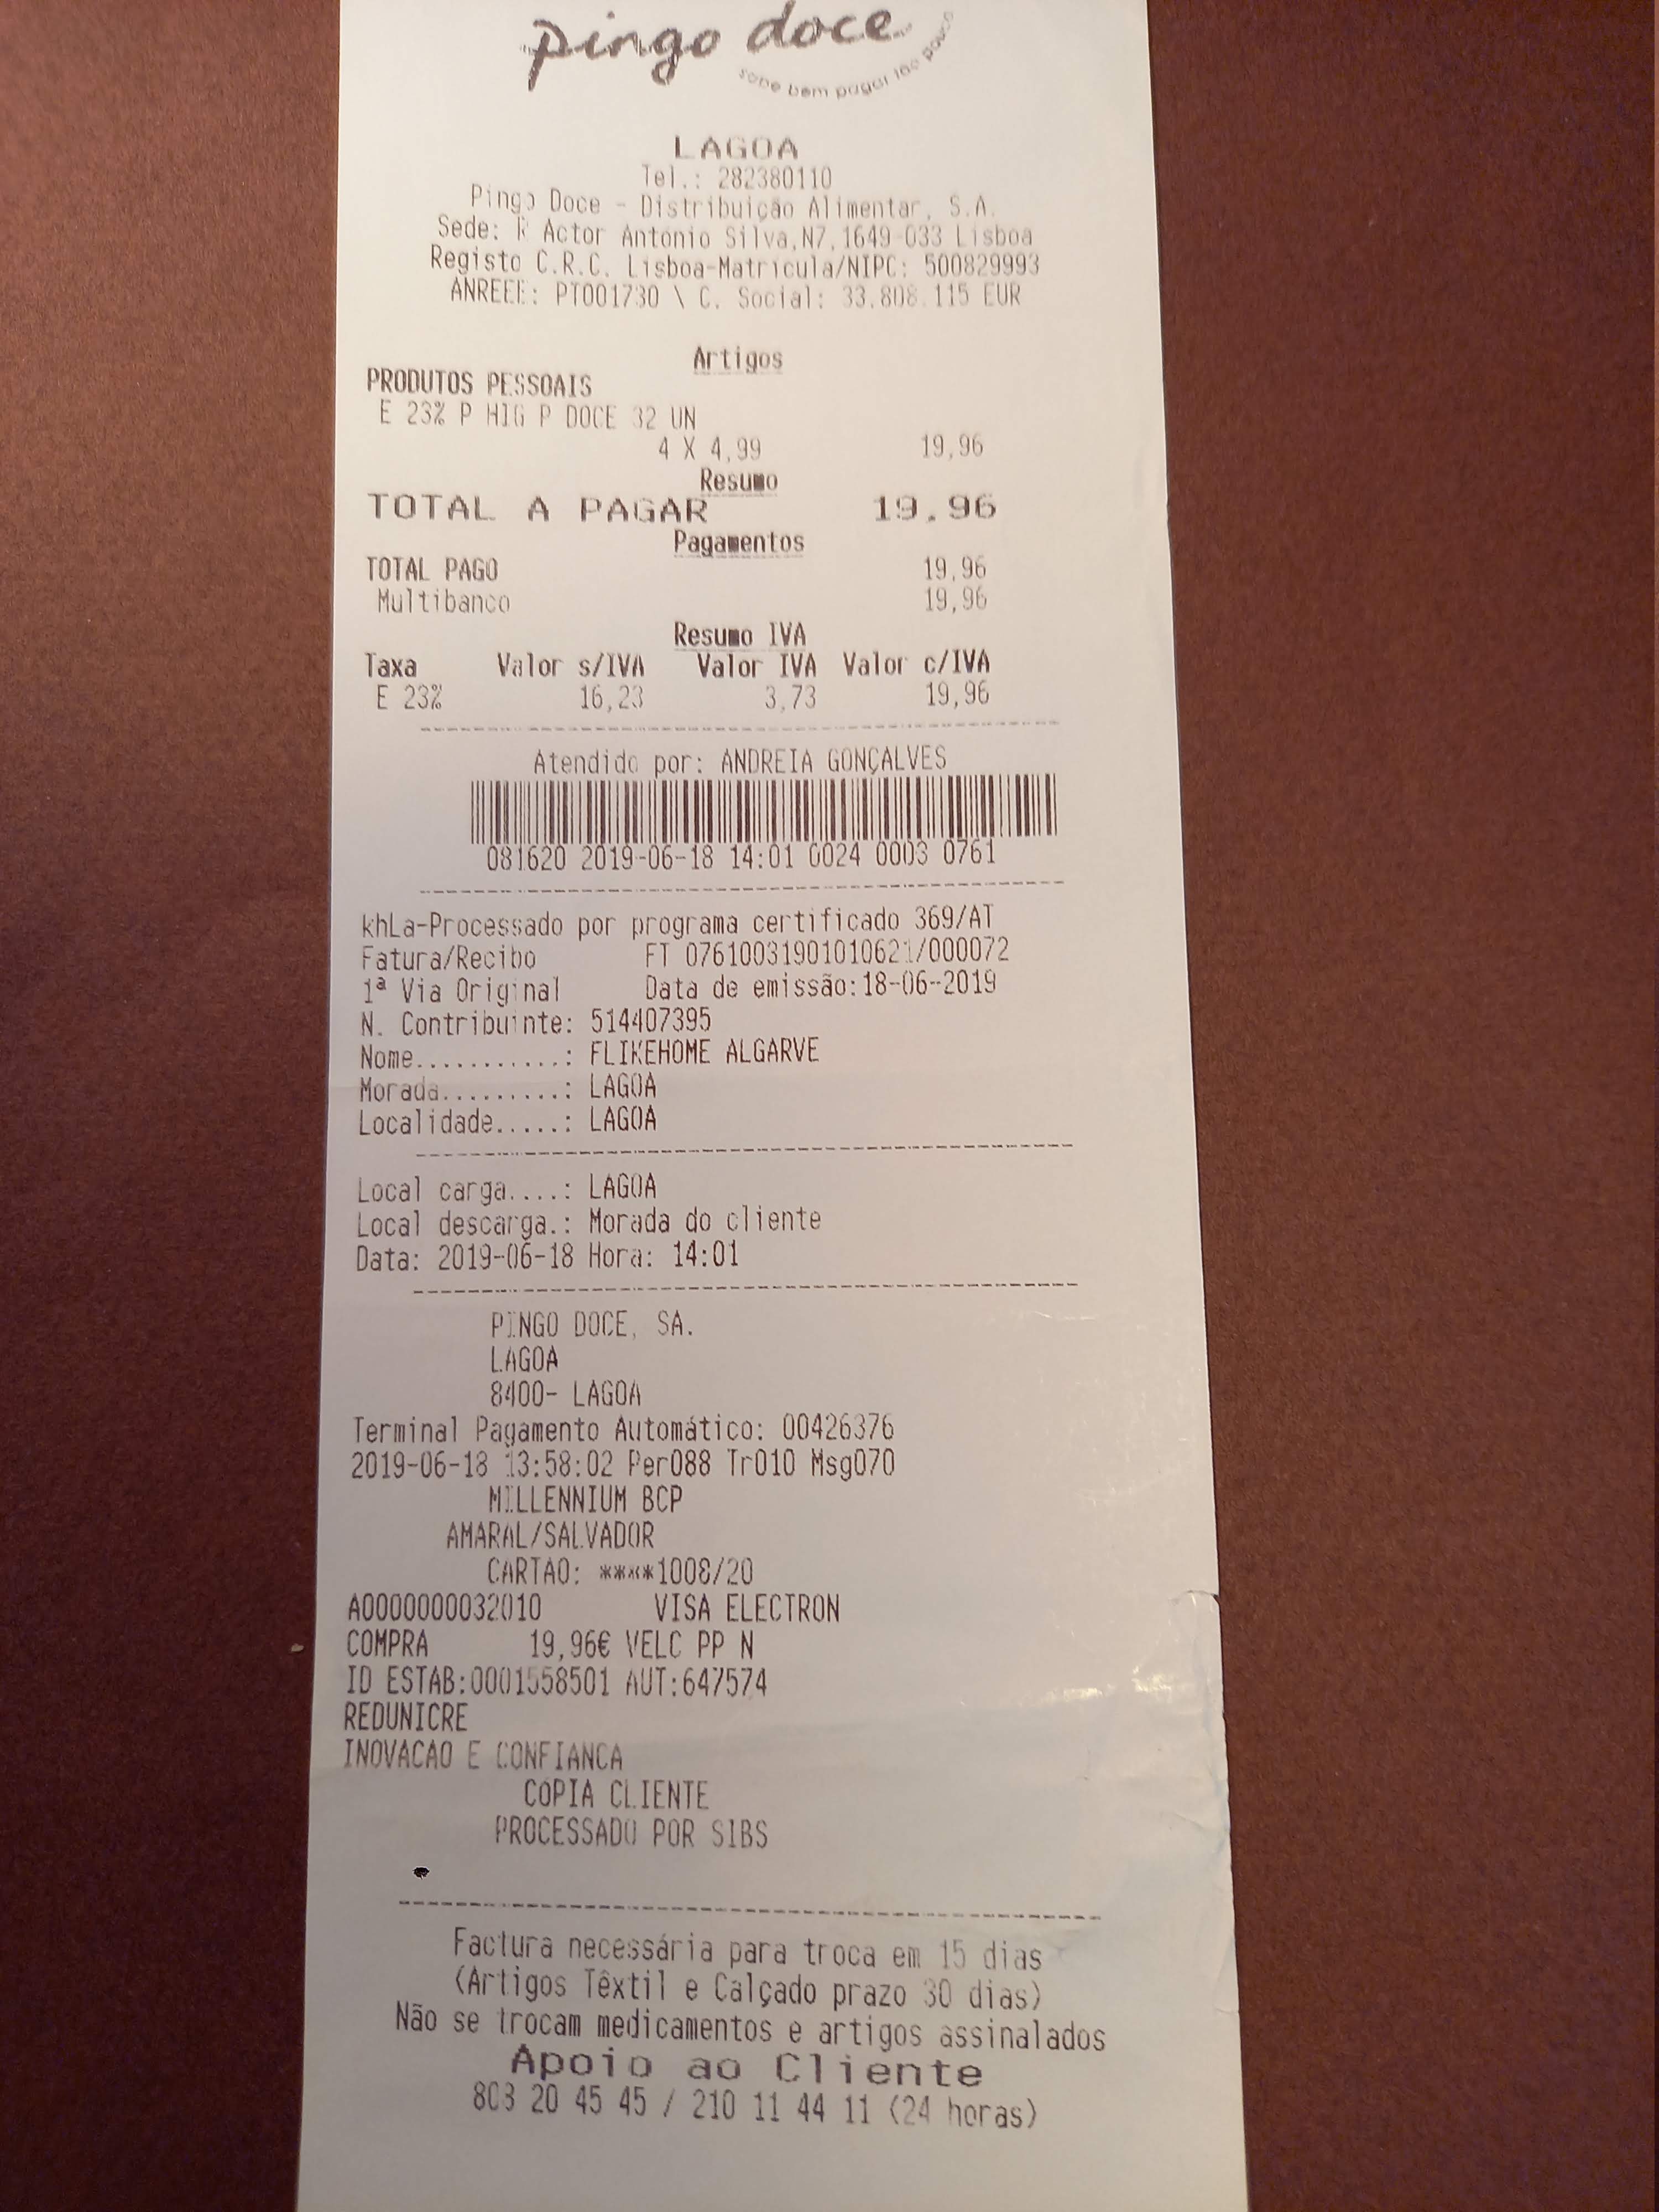 pingo doce
sabe bem pagar tão pouco
LAGOA
Tel.: 282380110
Pingo Doce - Distribuição Alimentar, S.A.
Sede: R Actor Antonio Silva,N7,1649-033 Lisboa
Registo C.R.C. Lisboa-Matricula/NIPC: 500829993
ANREEE: PT001730 \ C. Social: 33.808.115 EUR
Artigos
PRODUTOS PESSOAIS
E 23% P HIG P DOCE 32 UN
4 X 4,99 19,96
Resumo
TOTAL A PAGAR 19.96
Pagamentos
TOTAL PAGO 19,96
Multibanco 19,96
Resumo IVA
Taxa Valor s/IVA Valor IVA Valor c/IVA
E 23% 16,23 3,73 19,96
Atendido por: ANDREIA GONÇALVES
081620 2019-06-18 14:01 0024 0003 0761
khLa-Processado por programa certificado 369/AT
Fatura/Recibo FT 07610031901010621/000072
1ª Via Original Data de emissão:18-06-2019
N. Contribuinte: 514407395
Nome...........: FLIKEHOME ALGARVE
Morada.........: LAGOA
Localidade.....: LAGOA
Local carga....: LAGOA
Local descarga.: Morada do cliente
Data: 2019-06-18 Hora: 14:01
PINGO DOCE, SA.
LAGOA
8400- LAGOA
Terminal Pagamento Automático: 00426376
2019-06-18 13:58:02 Per088 Tr010 Msg070
MILLENNIUM BCP
AMARAL/SALVADOR
CARTAO: ****1008/20
A0000000032010 VISA ELECTRON
COMPRA 19,96€ VELC PP N
ID ESTAB:0001558501 AUT:647574
REDUNICRE
INOVACAO E CONFIANCA
COPIA CLIENTE
PROCESSADO POR SIBS
Factura necessária para troca em 15 dias
(Artigos Têxtil e Calçado prazo 30 dias)
Não se trocam medicamentos e artigos assinalados
Apoio ao Cliente
808 20 45 45 / 210 11 44 11 (24 horas)